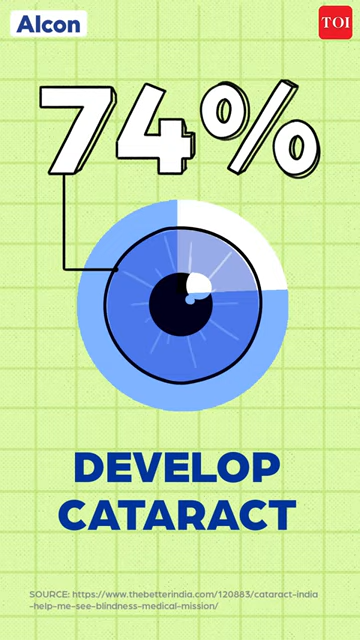 Alcon
TOI
74%
DEVELOP
CATARACT
SOURCE: https://www.thebetterindia.com/120883/cataract-india
-help-me-see-blindness-medical-mission/